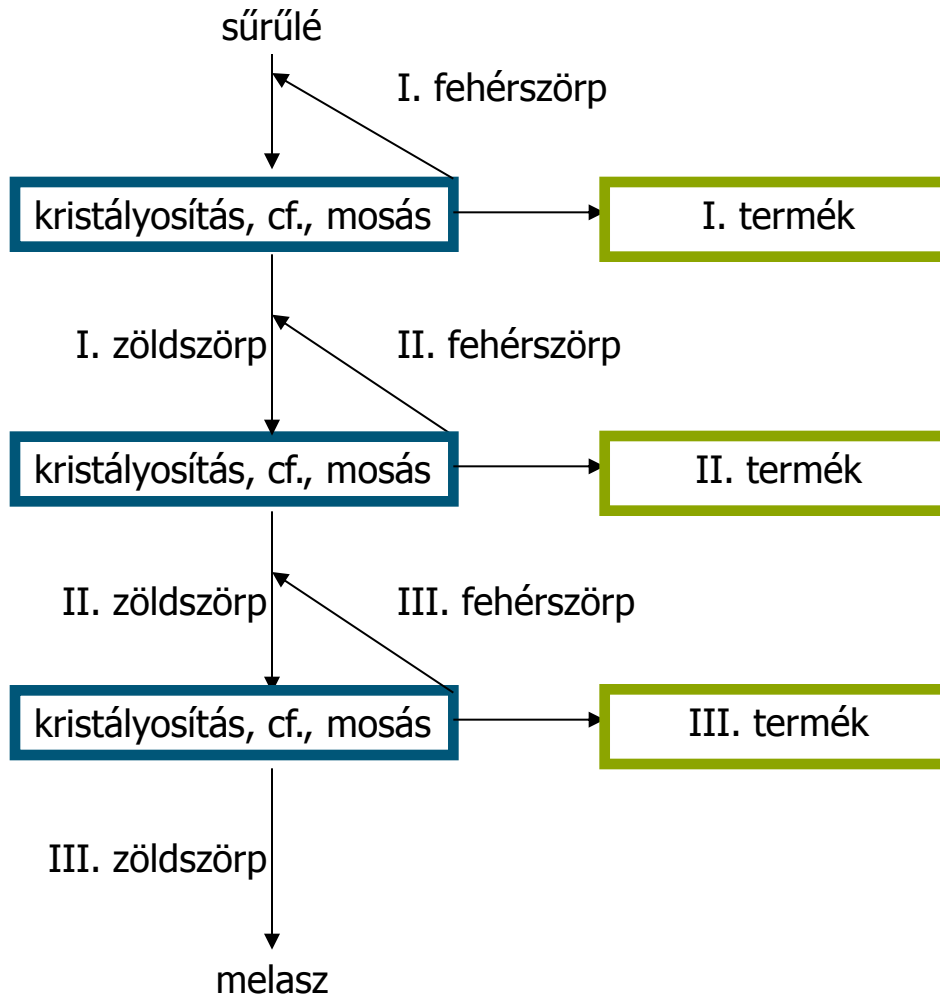 sűrűlé
I. fehérszörp
kristályosítás, cf., mosás
I. termék
I. zöldszörp
II. fehérszörp
kristályosítás, cf., mosás
II. termék
II. zöldszörp
III. fehérszörp
kristályosítás, cf., mosás
III. termék
III. zöldszörp
melasz